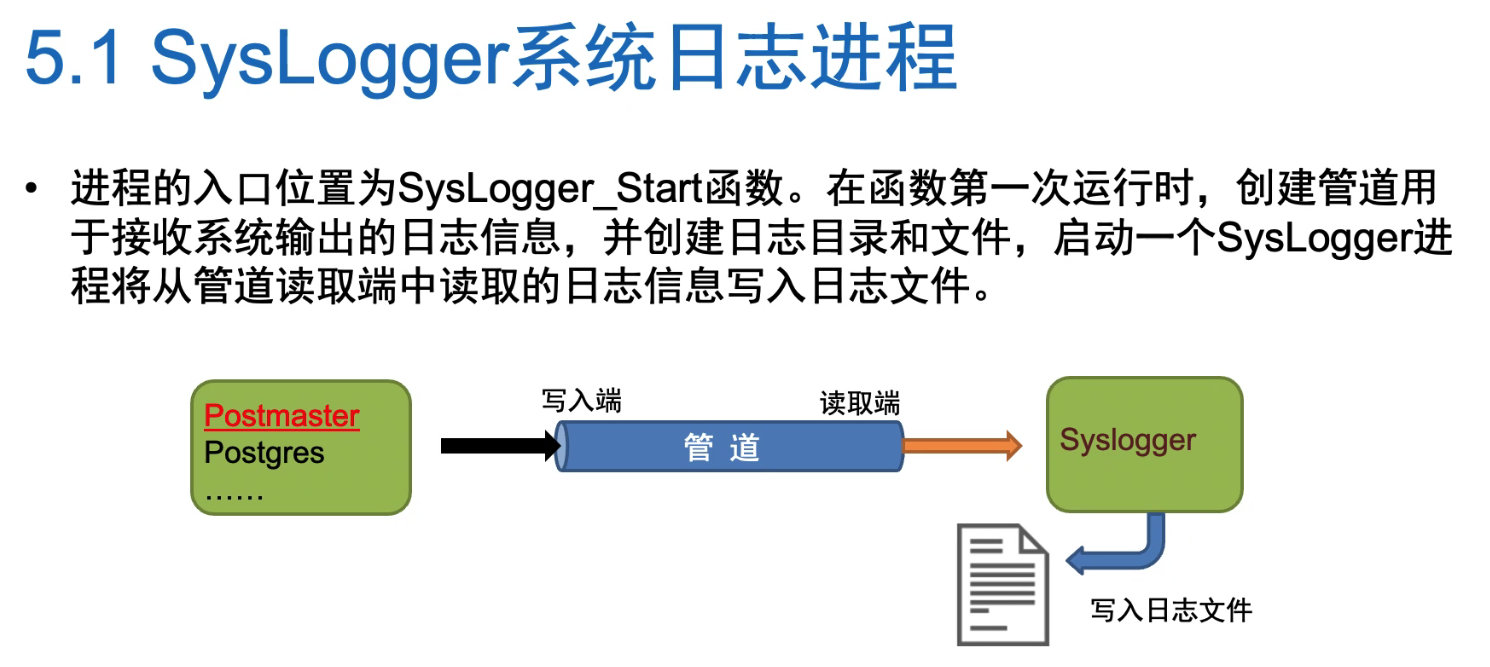 5.1 SysLogger系统日志进程
• 进程的入口位置为SysLogger_Start函数。在函数第一次运行时，创建管道用
于接收系统输出的日志信息，并创建日志目录和文件，启动一个SysLogger进
程将从管道读取端中读取的日志信息写入日志文件。
写入端
读取端
Postmaster
Postgres
……
管 道
Syslogger
写入日志文件